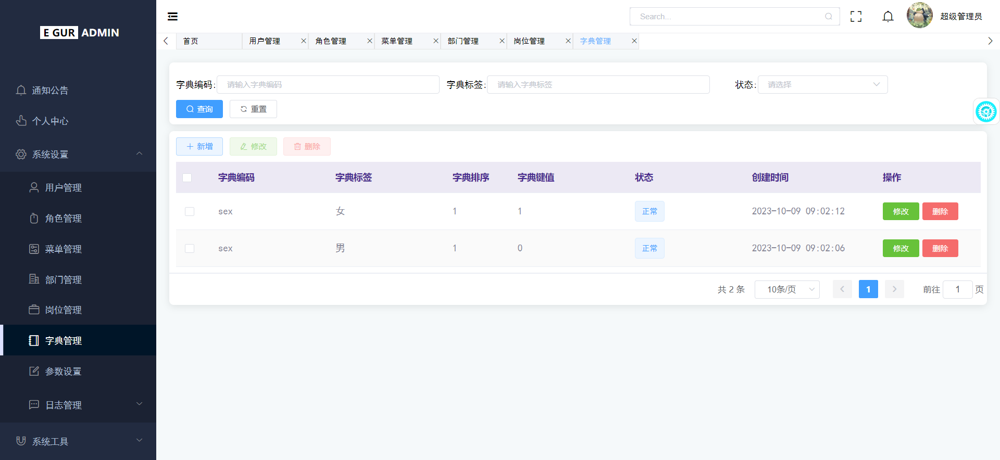 E GUR ADMIN
通知公告
个人中心
系统设置
用户管理
角色管理
菜单管理
部门管理
岗位管理
字典管理
参数设置
日志管理
系统工具
Search...
超级管理员
首页 用户管理 角色管理 菜单管理 部门管理 岗位管理 字典管理
字典编码: 请输入字典编码 字典标签: 请输入字典标签 状态: 请选择
查询 重置
新增 修改 删除
字典编码 字典标签 字典排序 字典键值 状态 创建时间 操作
sex 女 1 1 正常 2023-10-09 09:02:12 修改 删除
sex 男 1 0 正常 2023-10-09 09:02:06 修改 删除
共 2 条 10条/页 1 前往 1 页